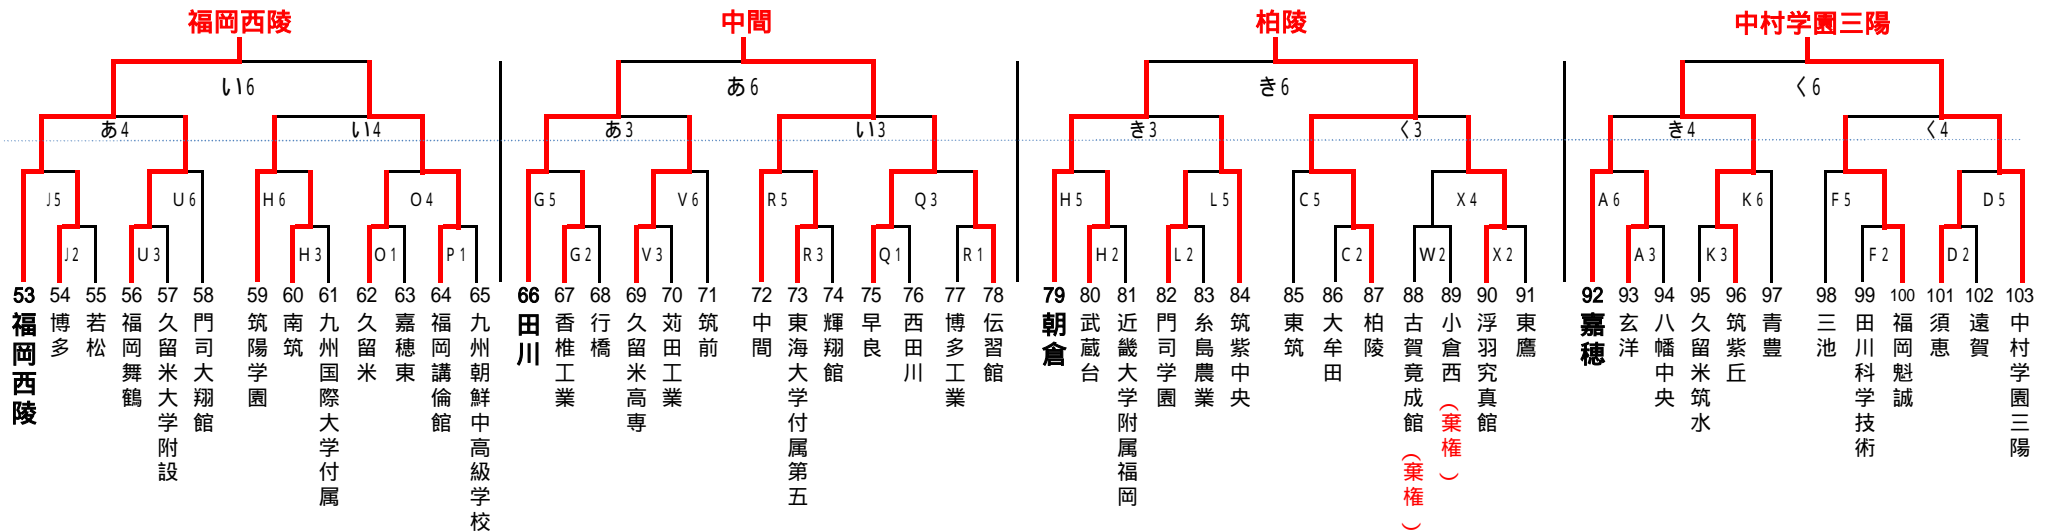 福岡西陵
中間
柏陵
中村学園三陽
い6
あ6
き6
く6
あ4
い4
あ3
い3
き3
く3
き4
く4
J5
U6
H6
O4
G5
V6
R5
Q3
H5
L5
C5
X4
A6
K6
F5
D5
J2
U3
H3
O1
P1
G2
V3
R3
Q1
R1
H2
L2
C2
W2
X2
A3
K3
F2
D2
53 福岡西陵
54 博多
55 若松
56 福岡舞鶴
57 久留米大学附設
58 門司大翔館
59 筑陽学園
60 南筑
61 九州国際大学付属
62 久留米
63 嘉穂東
64 福岡講倫館
65 九州朝鮮中高級学校
66 田川
67 香椎工業
68 行橋
69 久留米高専
70 苅田工業
71 筑前
72 中間
73 東海大学付属第五
74 輝翔館
75 早良
76 西田川
77 博多工業
78 伝習館
79 朝倉
80 武蔵台
81 近畿大学附属福岡
82 門司学園
83 糸島農業
84 筑紫中央
85 東筑
86 大牟田
87 柏陵
88 古賀竟成館(棄権)
89 小倉西(棄権)
90 浮羽究真館
91 東鷹
92 嘉穂
93 玄洋
94 八幡中央
95 久留米筑水
96 筑紫丘
97 青豊
98 三池
99 田川科学技術
100 福岡魁誠
101 須恵
102 遠賀
103 中村学園三陽